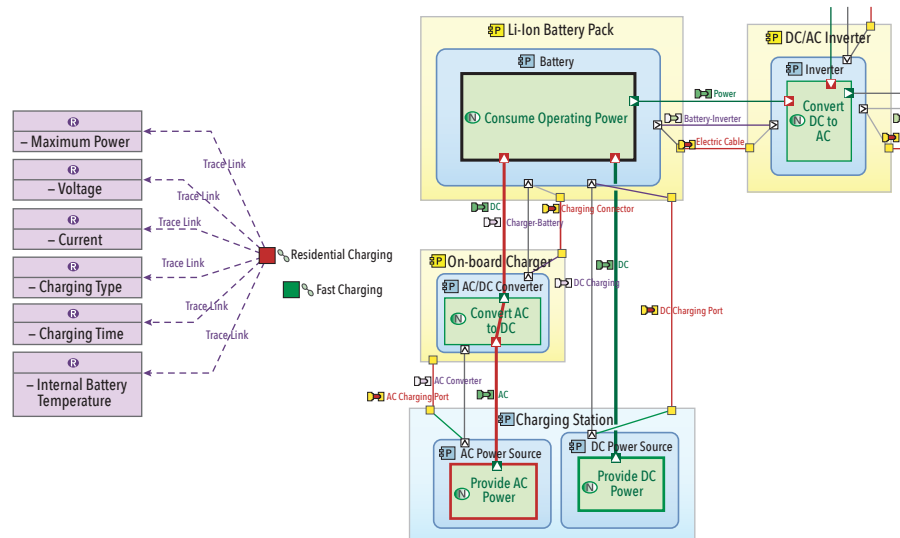 P Li-Ion Battery Pack
P DC/AC Inverter
P Battery
P Inverter
N Consume Operating Power
Power
N Convert
DC to
AC
Battery-Inverter
Electric Cable
R
– Maximum Power
Trace Link
R
– Voltage
Trace Link
R
– Current
Trace Link
Residential Charging
R
– Charging Type
Trace Link
Fast Charging
R
– Charging Time
Trace Link
R
– Internal Battery
Temperature
Trace Link
DC
Charging Connector
Charger-Battery
P On-board Charger
DC
P AC/DC Converter
DC Charging
N Convert AC
to DC
DC Charging Port
AC Converter
AC Charging Port
AC
P Charging Station
P AC Power Source
P DC Power Source
N Provide AC
Power
N Provide DC
Power